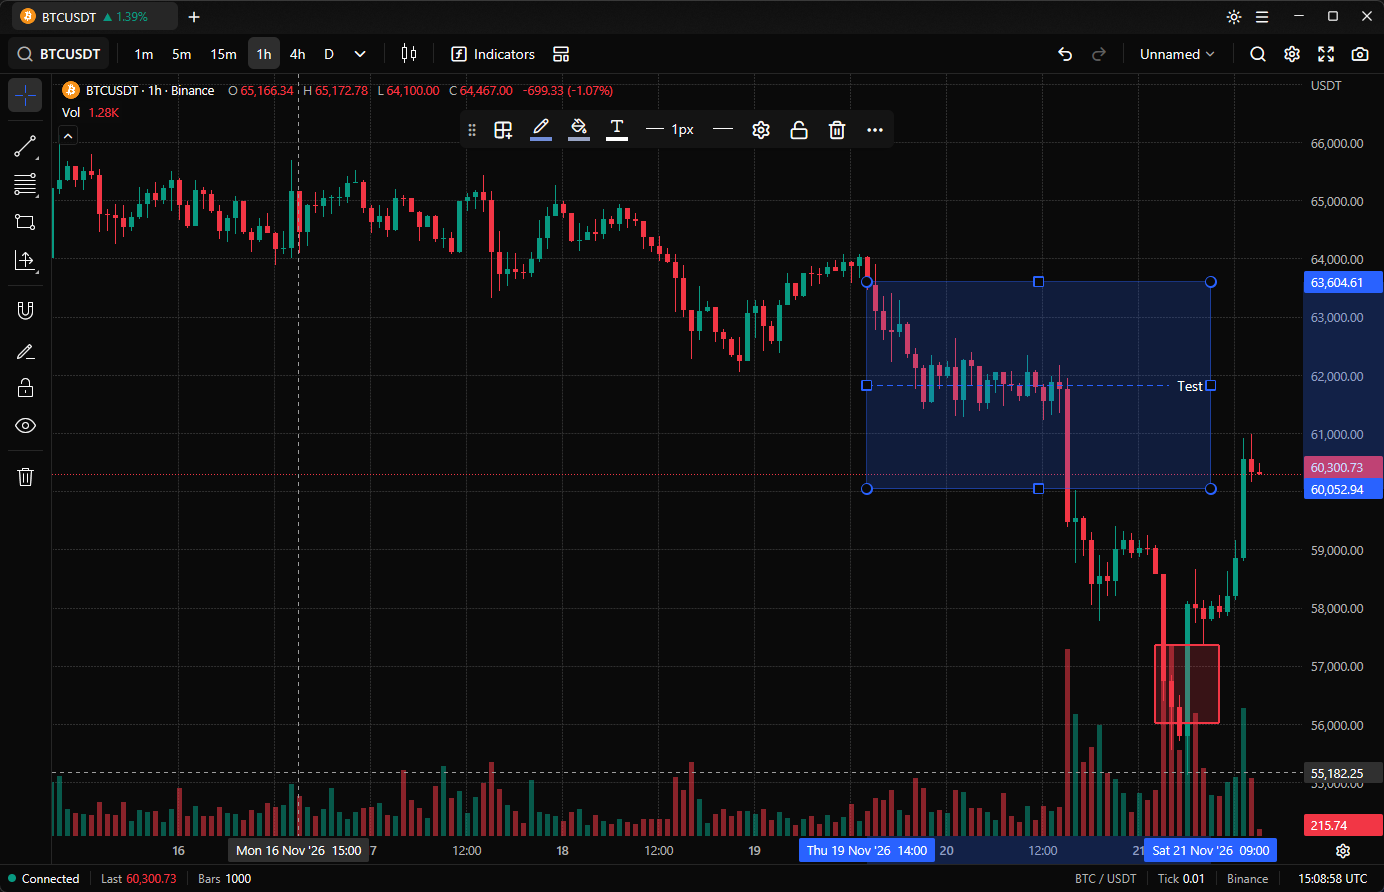 BTCUSDT ▲ 1.39% +
BTCUSDT 1m 5m 15m 1h 4h D Indicators Unnamed
BTCUSDT · 1h · Binance O 65,166.34 H 65,172.78 L 64,100.00 C 64,467.00 -699.33 (-1.07%)
USDT
Vol 1.28K
T 1px
66,000.00
65,000.00
64,000.00
63,604.61
63,000.00
62,000.00
Test
61,000.00
60,300.73
60,052.94
59,000.00
58,000.00
57,000.00
56,000.00
55,182.25
55,000.00
215.74
16 Mon 16 Nov '26 15:00 7 12:00 18 12:00 19 Thu 19 Nov '26 14:00 20 12:00 21 Sat 21 Nov '26 09:00
Connected Last 60,300.73 Bars 1000 BTC / USDT Tick 0.01 Binance 15:08:58 UTC